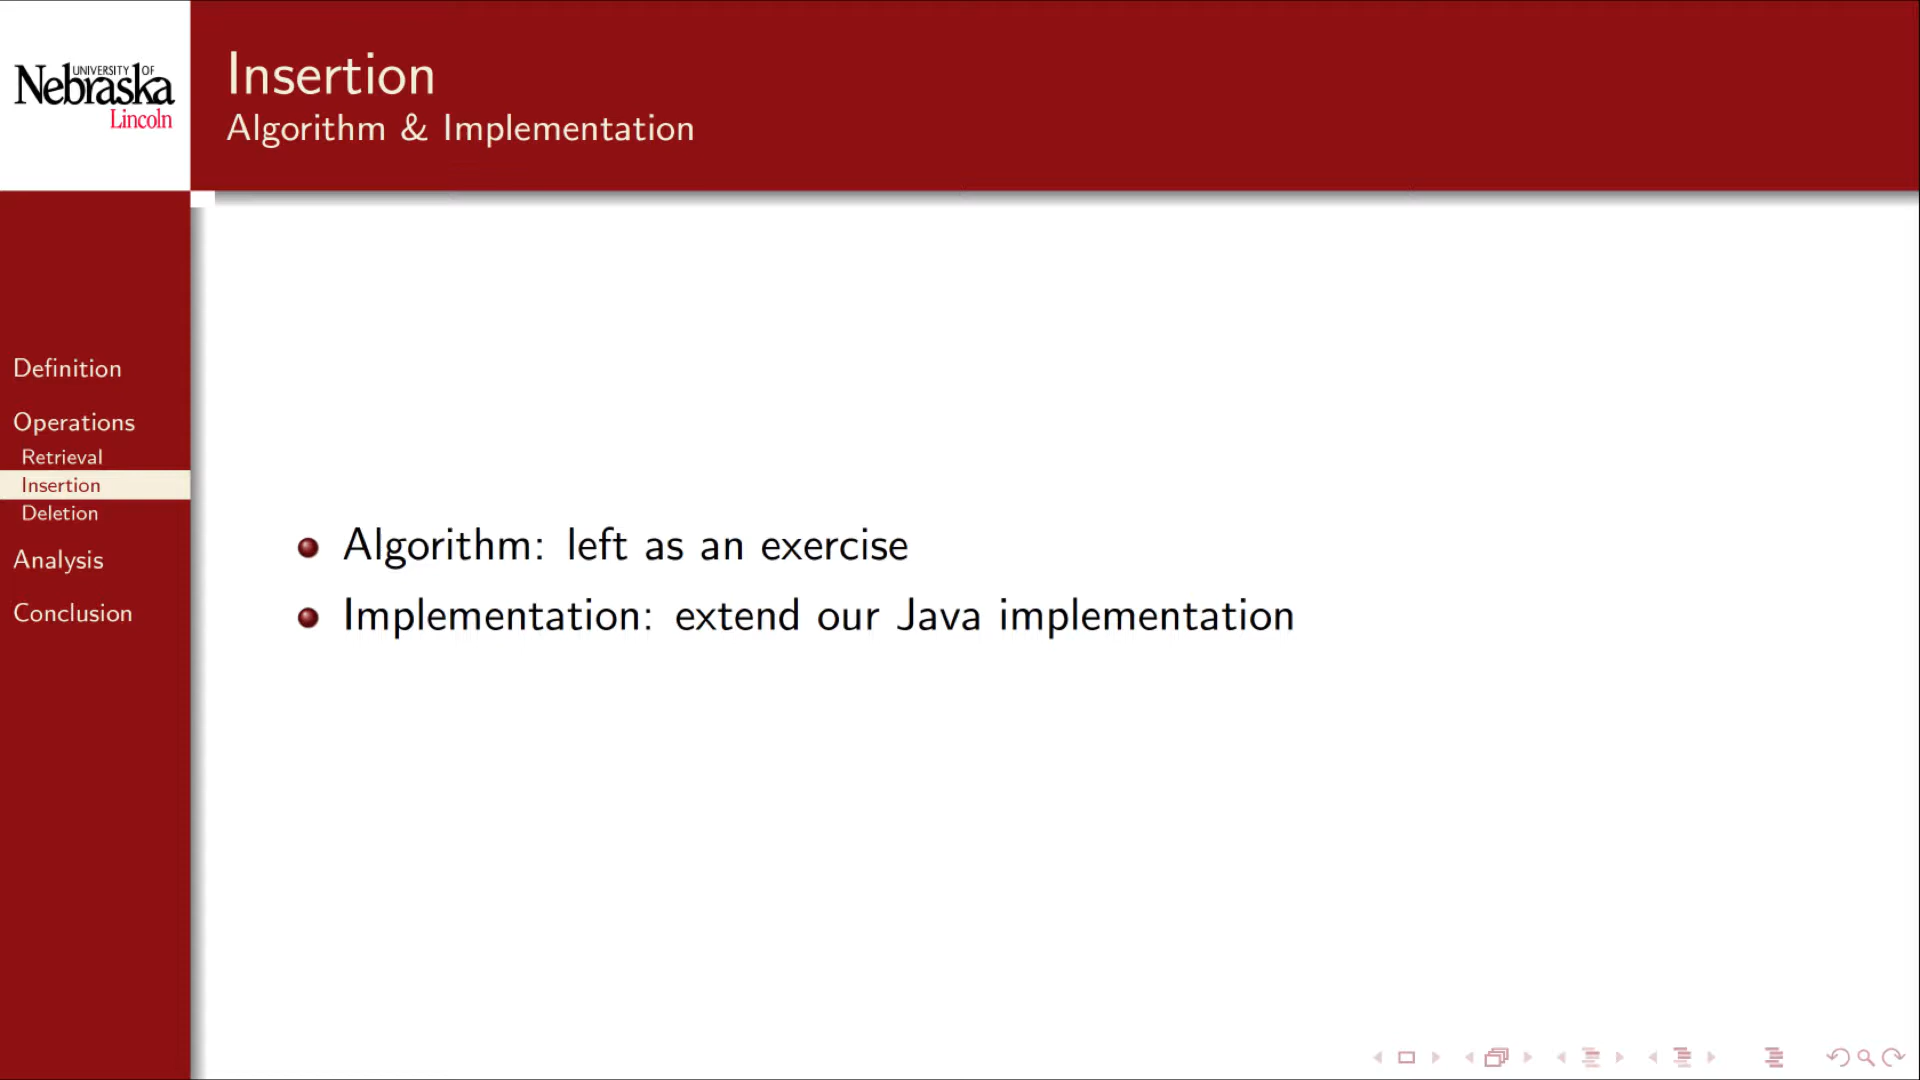 UNIVERSITY OF
Nebraska
Lincoln
Insertion
Algorithm & Implementation
Definition
Operations
Retrieval
Insertion
Deletion
Analysis
Conclusion
Algorithm: left as an exercise
Implementation: extend our Java implementation